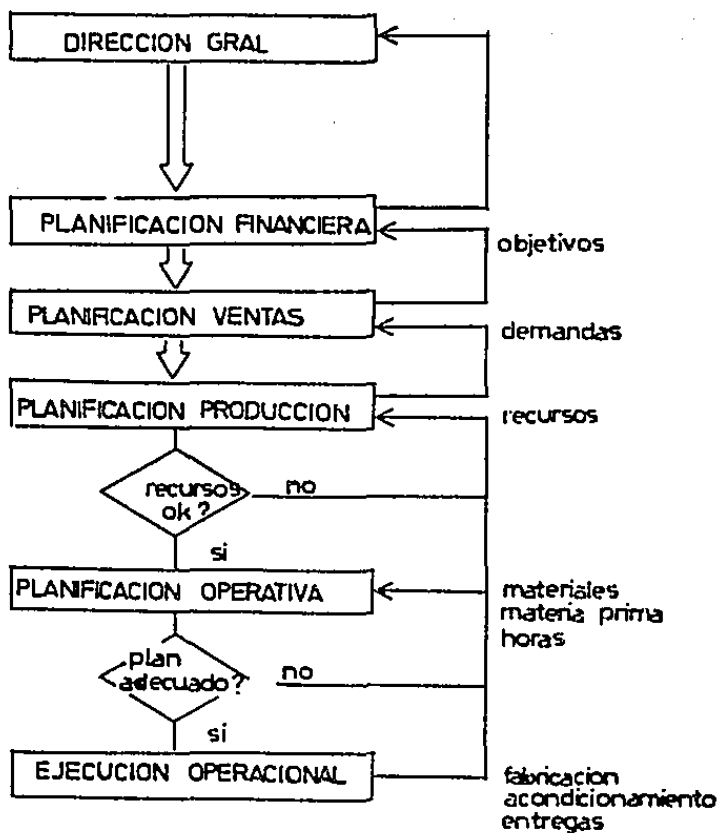 DIRECCION GRAL
PLANIFICACION FINANCIERA
objetivos
PLANIFICACION VENTAS
demandas
PLANIFICACION PRODUCCION
recursos
recursos
ok?
no
si
PLANIFICACION OPERATIVA
materiales
materia prima
horas
plan
adecuado?
no
si
EJECUCION OPERACIONAL
fabricacion
acondicionamiento
entregas